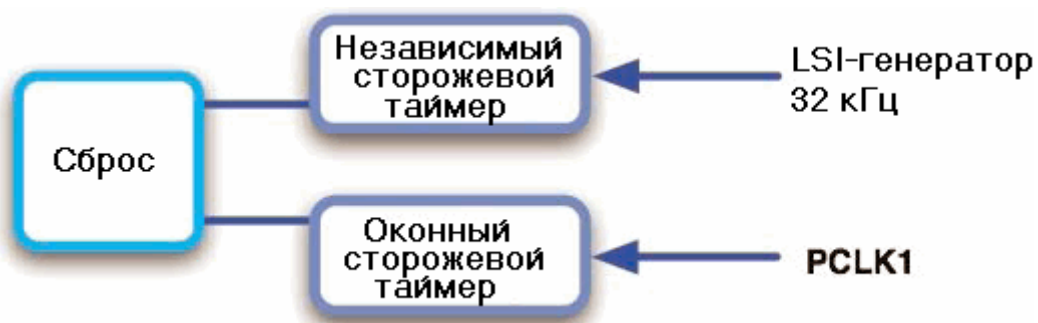 Независимый
сторожевой
таймер
LSI-генератор
32 кГц
Сброс
Оконный
сторожевой
таймер
PCLK1